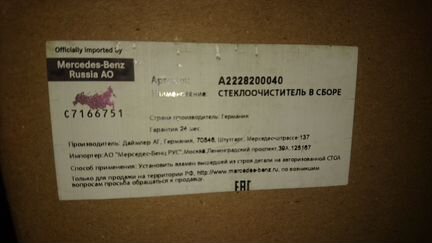 Officially Imported by
Mercedes-Benz
Russia AO
C7166751
A2228200040
СТЕКЛООЧИСТИТЕЛЬ В СБОРЕ
Страна производитель: Германия
Гарантия 24 мес.
Производитель: Даймлер АГ, Германия, 70546, Штутгарт, Мерседесштрассе 137
Импортер: АО "Мерседес-Бенц РУС", Москва, Ленинградский проспект, 39А, 125167
Способ применения: Установить взамен вышедшей из строя детали на авторизованной СТОА
Только для продажи на территории РФ, http://www.mercedes-benz.ru, по возникшим
вопросам просьба обращаться к продавцу.
EAC